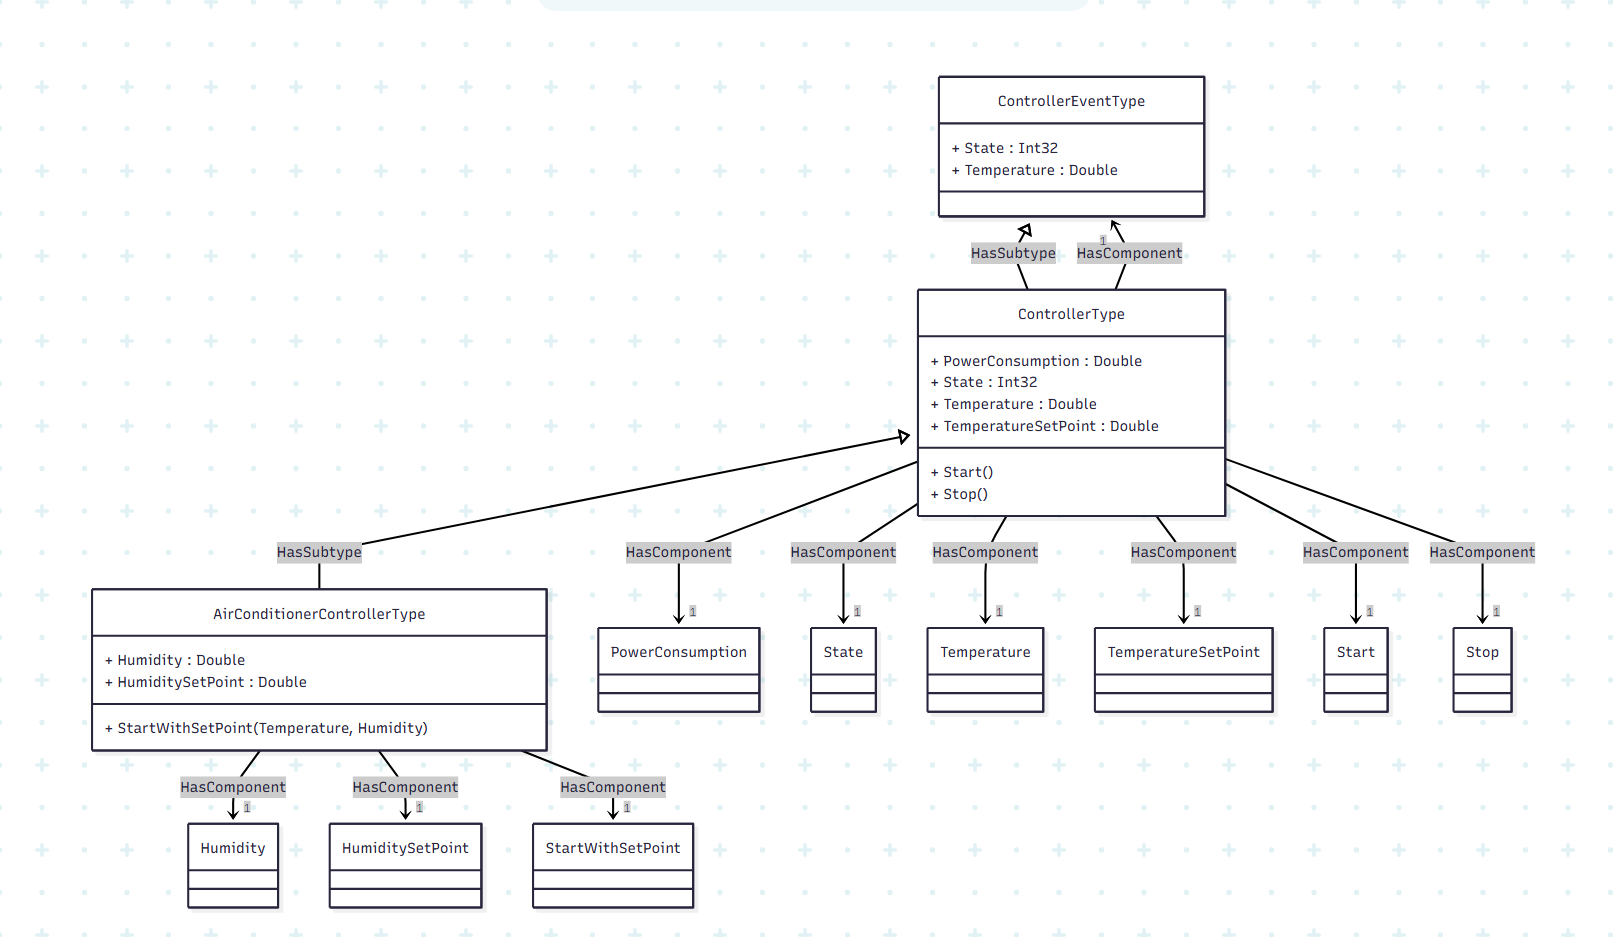 ControllerEventType
+ State : Int32
+ Temperature : Double
1
HasSubtype
HasComponent
ControllerType
+ PowerConsumption : Double
+ State : Int32
+ Temperature : Double
+ TemperatureSetPoint : Double
+ Start()
+ Stop()
HasSubtype
HasComponent
HasComponent
HasComponent
HasComponent
HasComponent
HasComponent
AirConditionerControllerType
+ Humidity : Double
+ HumiditySetPoint : Double
+ StartWithSetPoint(Temperature, Humidity)
1
1
1
1
1
1
PowerConsumption
State
Temperature
TemperatureSetPoint
Start
Stop
HasComponent
HasComponent
HasComponent
1
1
1
Humidity
HumiditySetPoint
StartWithSetPoint